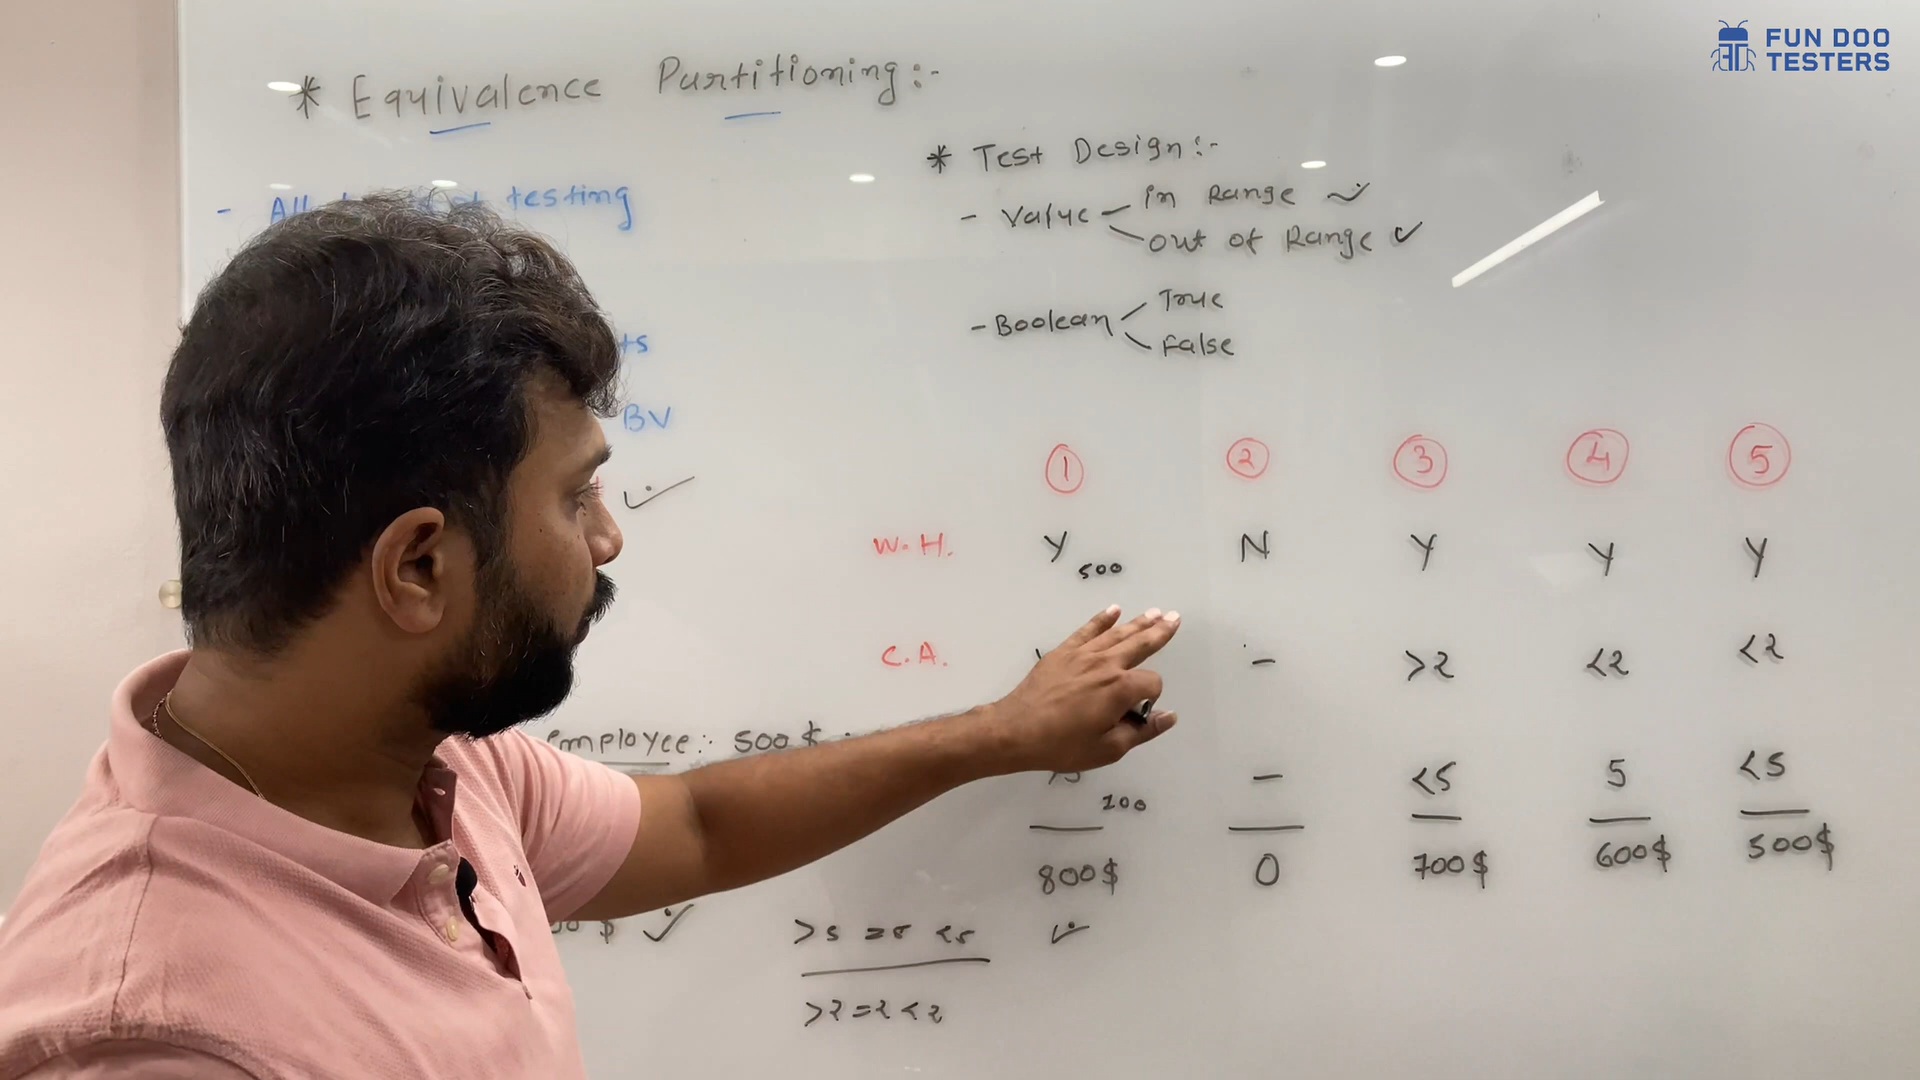 FUN DOO
TESTERS
* Equivalence Partitioning:-
- All testing
ts
BV
* Test Design:-
- Value
in Range
out of Range
- Boolean
True
False
1 2 3 4 5
W.H. Y 500 N Y Y Y
C.A. - >2 <2 <2
employee:- 500 $
100 - <5 5 <5
800$ 0 700$ 600$ 500$
>5 =5 <5
>2 =2 <2